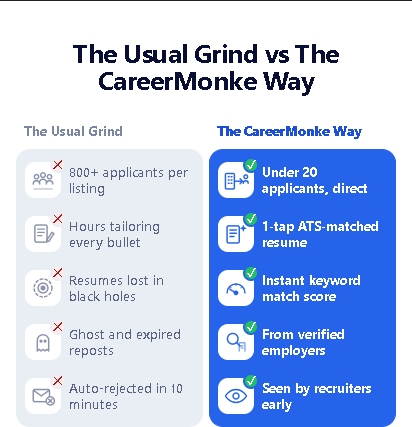 The Usual Grind vs The
CareerMonke Way
The Usual Grind
800+ applicants per
listing
Hours tailoring
every bullet
Resumes lost in
black holes
Ghost and expired
reposts
Auto-rejected in 10
minutes
The CareerMonke Way
Under 20
applicants, direct
1-tap ATS-matched
resume
Instant keyword
match score
From verified
employers
Seen by recruiters
early